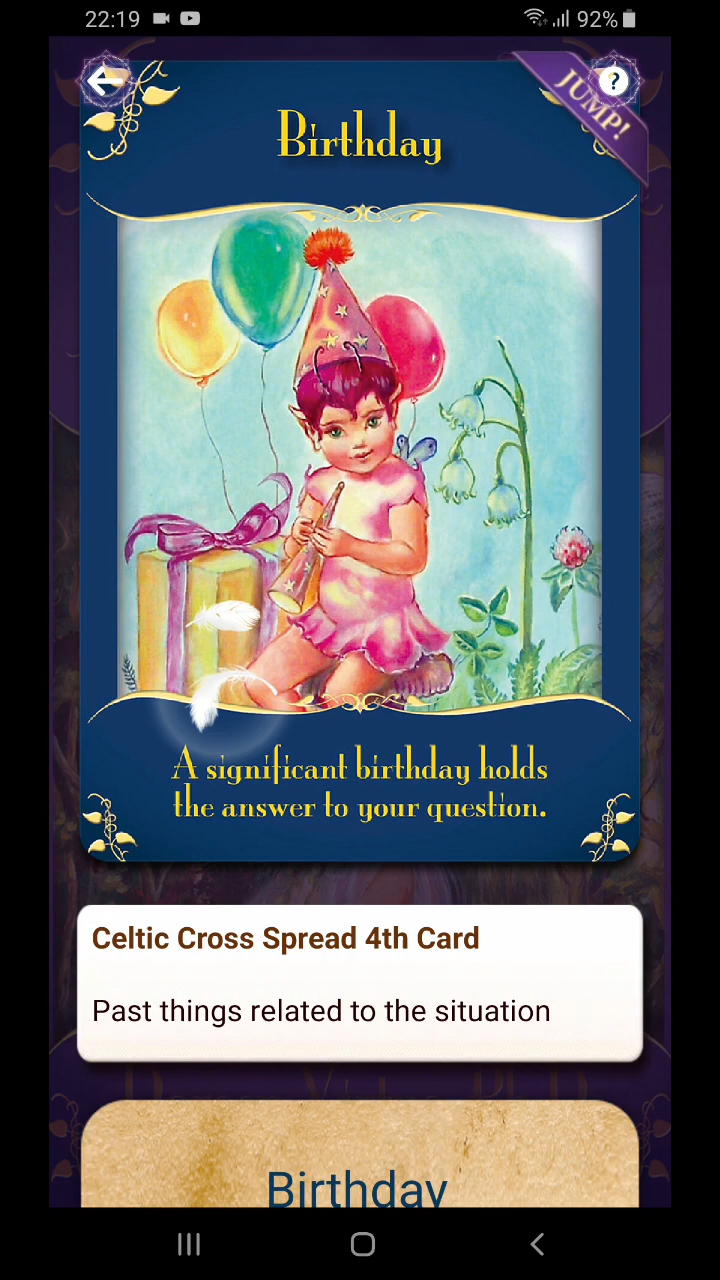 22:19
92%
JUMP!
?
Birthday
A significant birthday holds
the answer to your question.
Celtic Cross Spread 4th Card
Past things related to the situation
Birthday